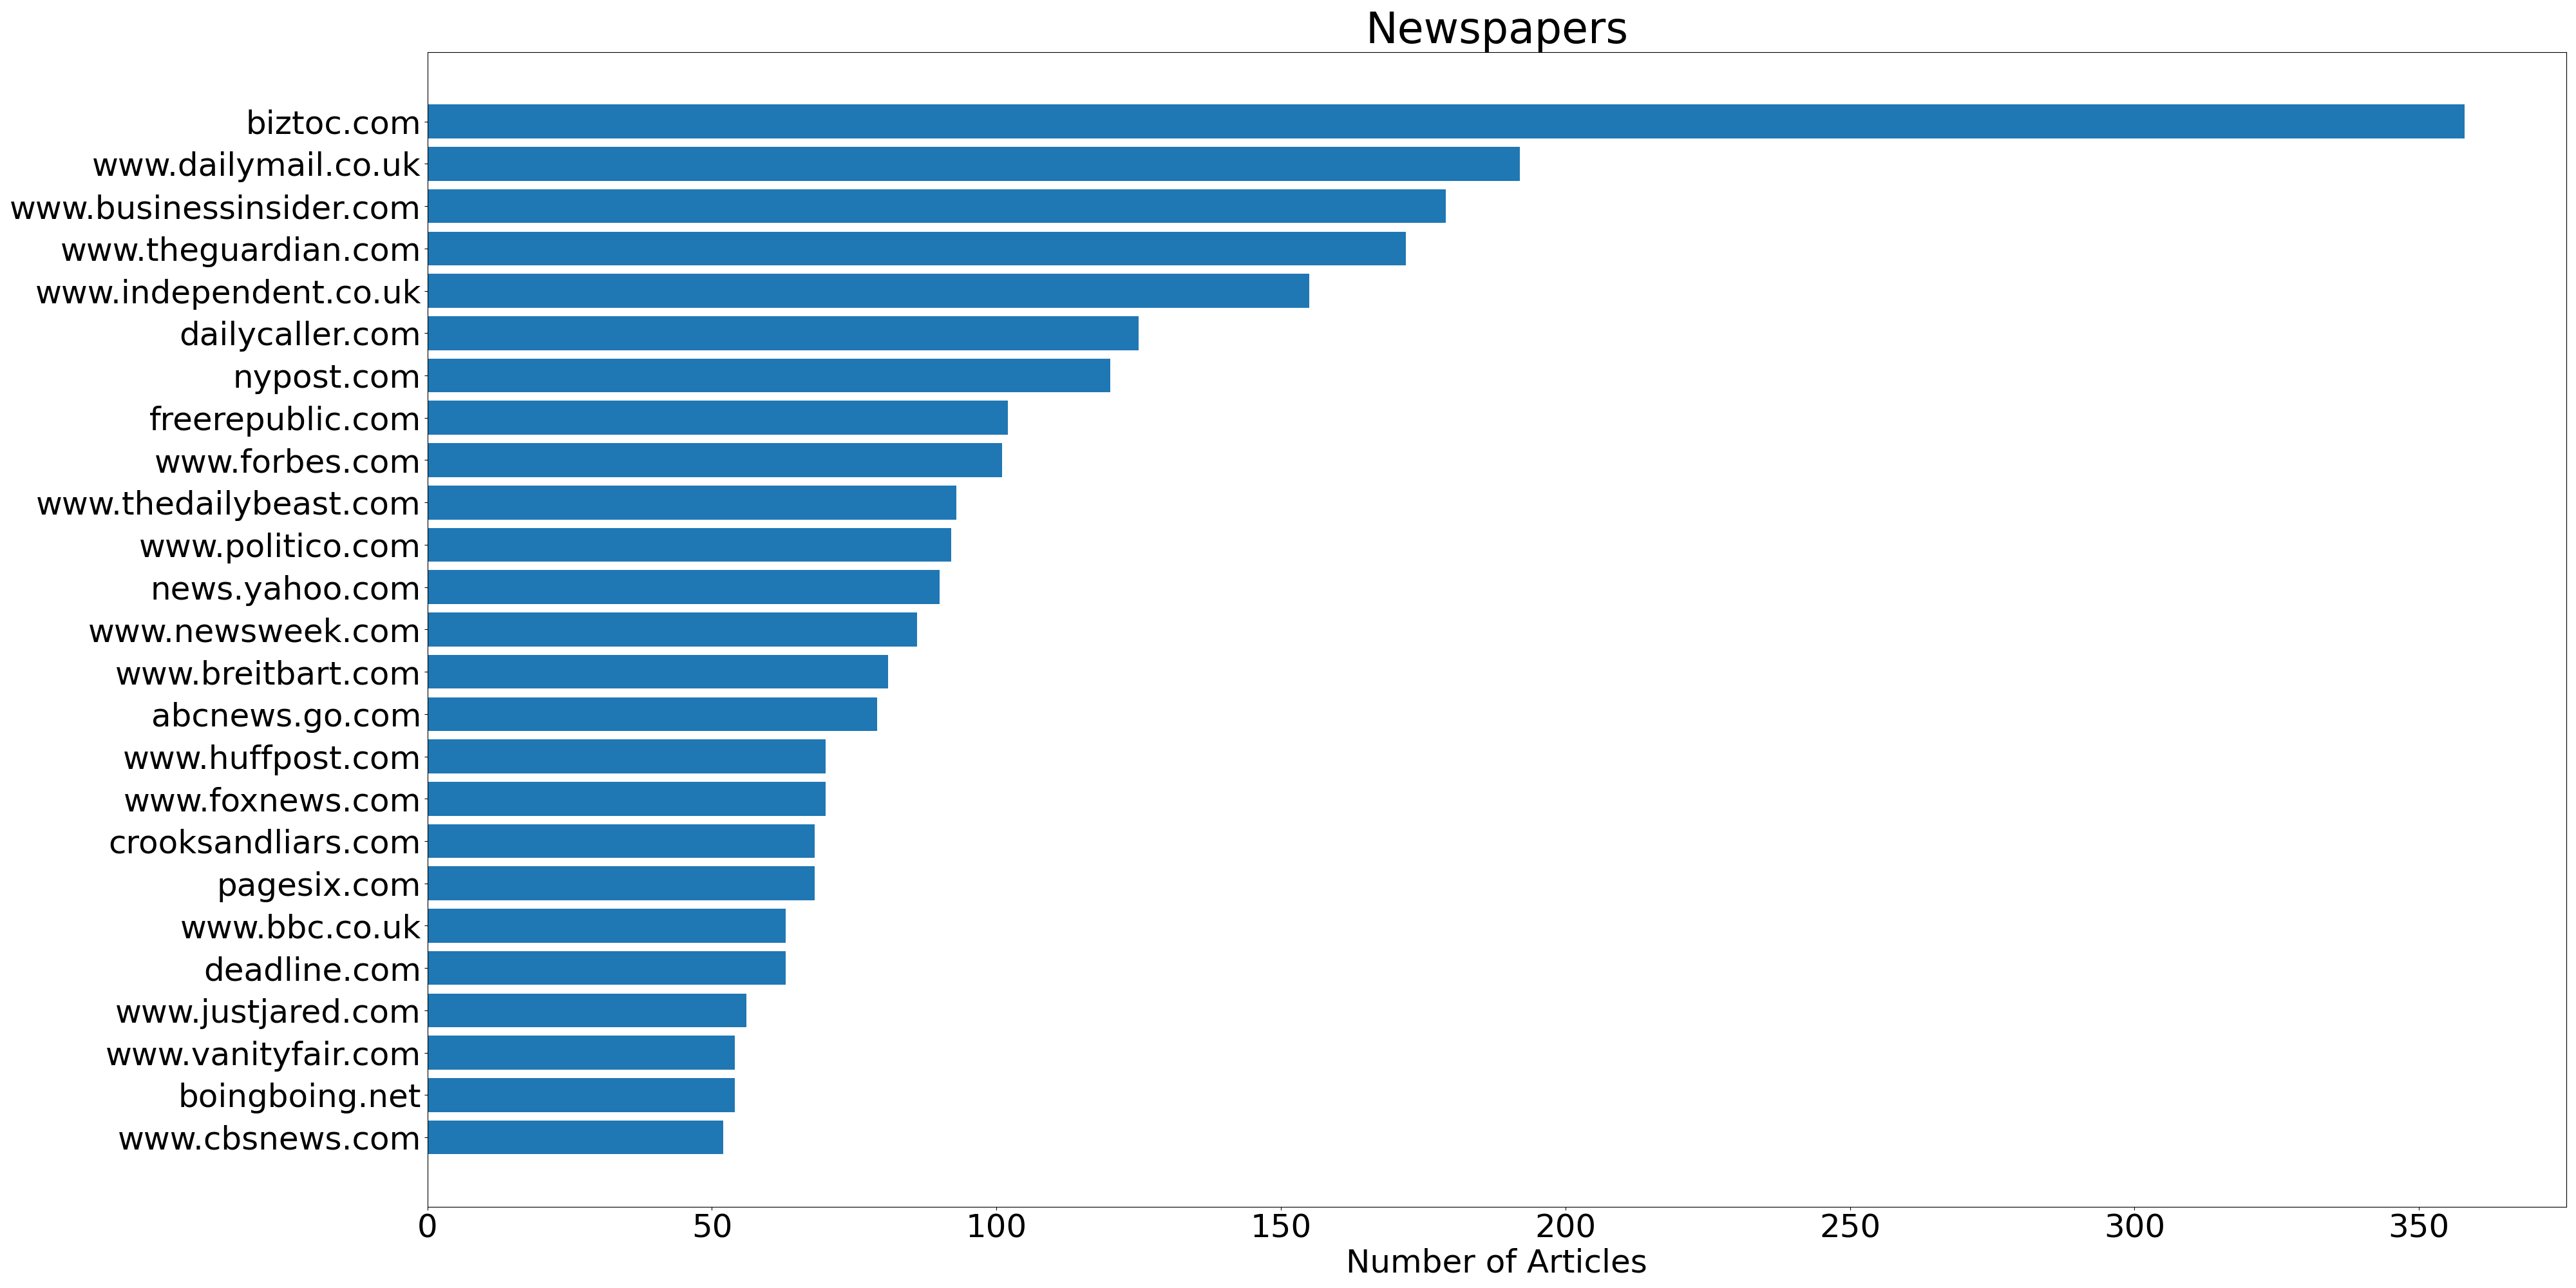 Newspapers
biztoc.com
www.dailymail.co.uk
www.businessinsider.com
www.theguardian.com
www.independent.co.uk
dailycaller.com
nypost.com
freerepublic.com
www.forbes.com
www.thedailybeast.com
www.politico.com
news.yahoo.com
www.newsweek.com
www.breitbart.com
abcnews.go.com
www.huffpost.com
www.foxnews.com
crooksandliars.com
pagesix.com
www.bbc.co.uk
deadline.com
www.justjared.com
www.vanityfair.com
boingboing.net
www.cbsnews.com
0 50 100 150 200 250 300 350
Number of Articles